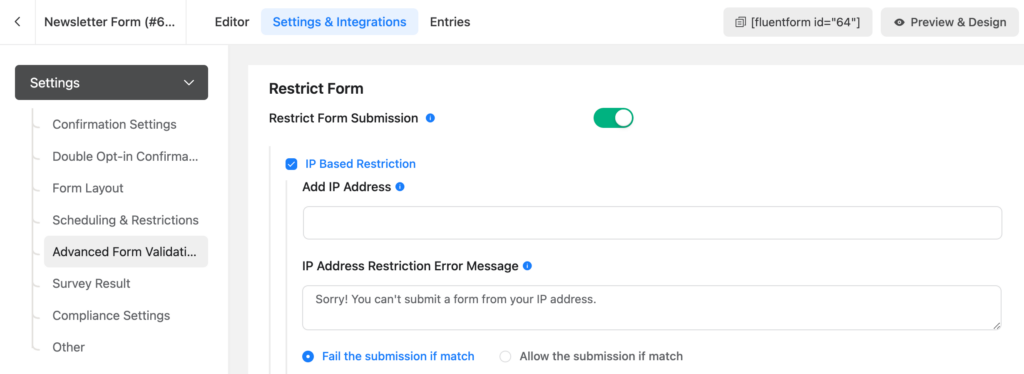 Newsletter Form (#6...
Editor
Settings & Integrations
Entries
[fluentform id="64"]
Preview & Design
Settings
Confirmation Settings
Double Opt-in Confirma...
Form Layout
Scheduling & Restrictions
Advanced Form Validati...
Survey Result
Compliance Settings
Other
Restrict Form
Restrict Form Submission
IP Based Restriction
Add IP Address
IP Address Restriction Error Message
Sorry! You can't submit a form from your IP address.
Fail the submission if match
Allow the submission if match